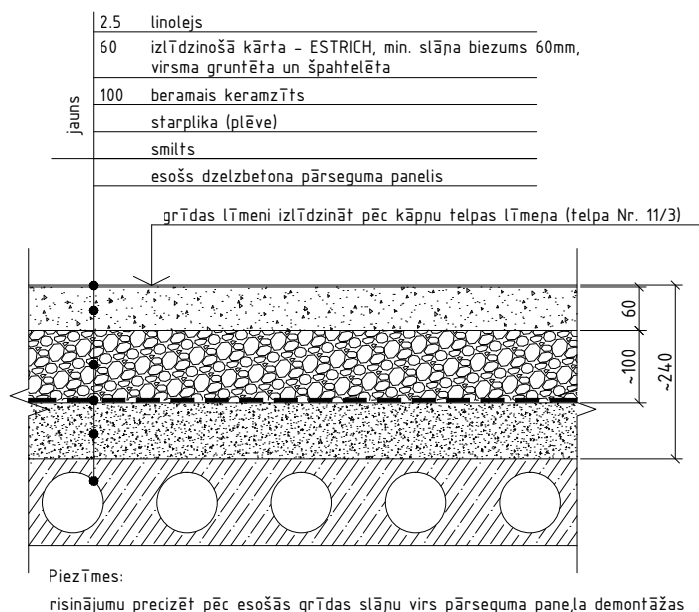 2.5 linolejs
60 izlīdzinošā kārta - ESTRICH, min. slāņa biezums 60mm,
virsma gruntēta un špahtelēta
100 beramais keramzīts
starplika (plēve)
smilts
esošs dzelzbetona pārseguma panelis
jauns
grīdas līmeni izlīdzināt pēc kāpņu telpas līmeņa (telpa Nr. 11/3)
60
~100
~240
Piezīmes:
risinājumu precizēt pēc esošās grīdas slāņu virs pārseguma paneļa demontāžas